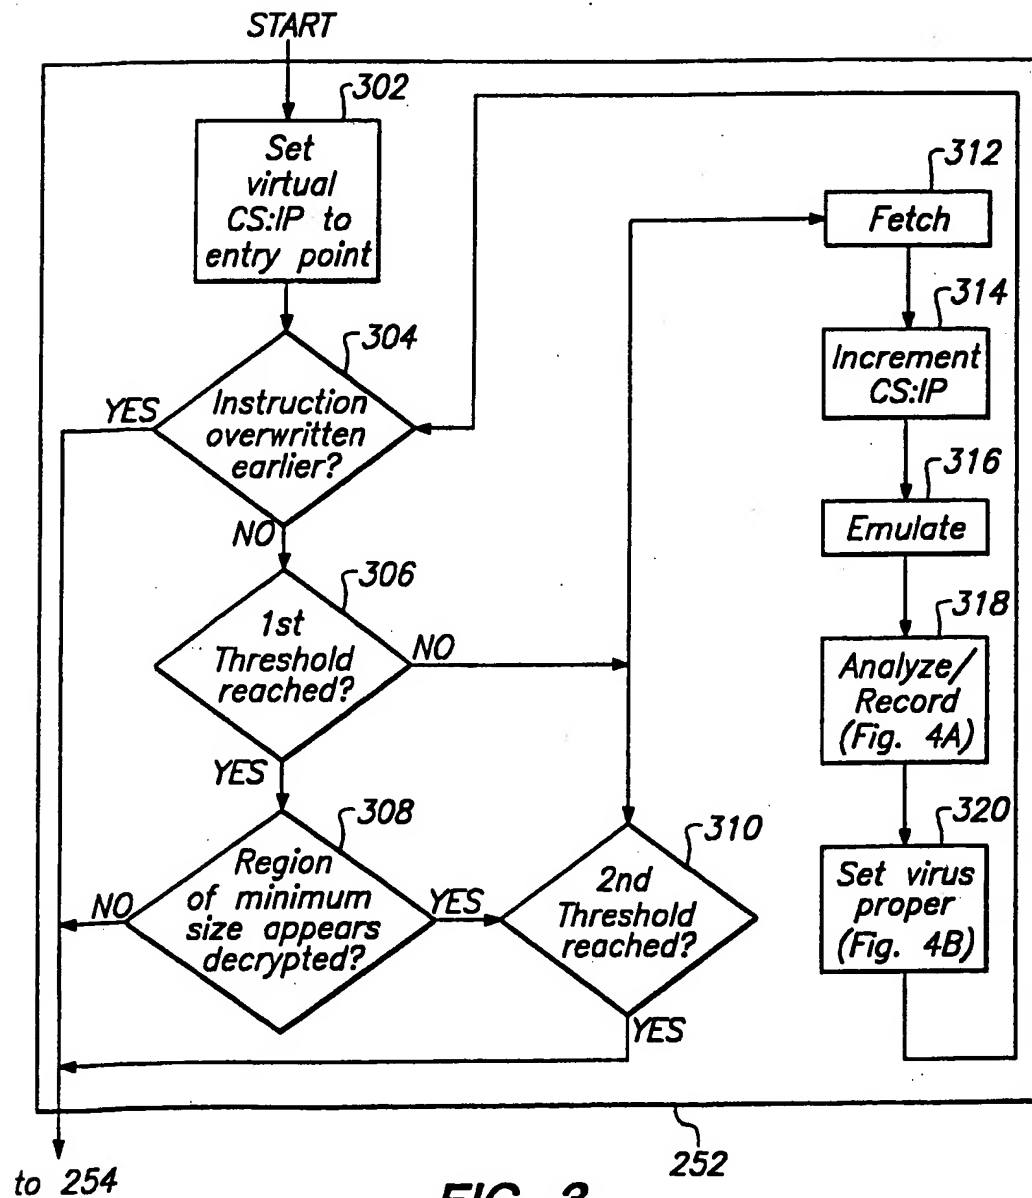 START
302
Set
virtual
CS:IP to
entry point
304
Instruction
overwritten
earlier?
YES
NO
306
1st
Threshold
reached?
NO
YES
308
Region
of minimum
size appears
decrypted?
NO
YES
310
2nd
Threshold
reached?
YES
312
Fetch
314
Increment
CS:IP
316
Emulate
318
Analyze/
Record
(Fig. 4A)
320
Set virus
proper
(Fig. 4B)
252
to 254
FIG. 3